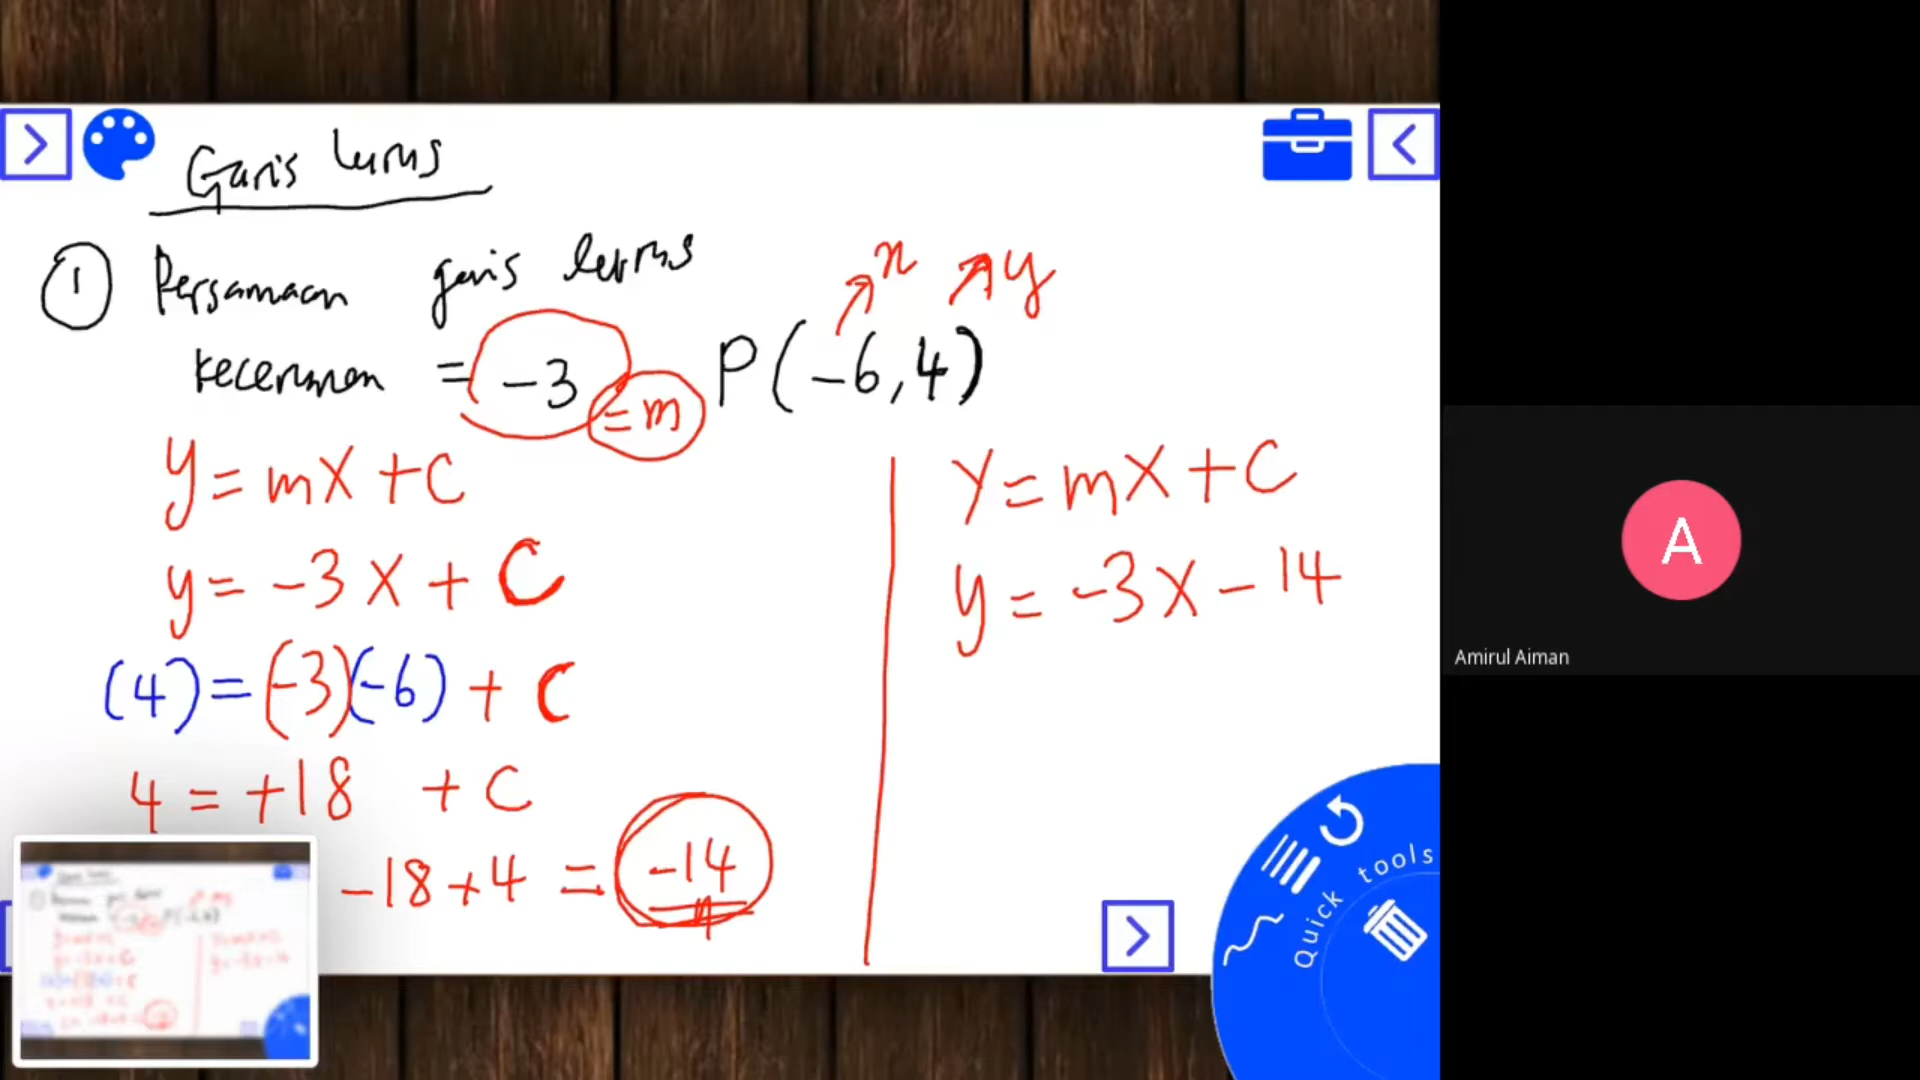 Garis lurus
① Persamaan garis lurus
x y
kecerunan = -3 = m P(-6,4)
y = mx + c
y = -3x + c
(4) = (-3)(-6) + c
4 = +18 + c
-18 + 4 = -14
y = mx + c
y = -3x - 14
Quick tools
A
Amirul Aiman